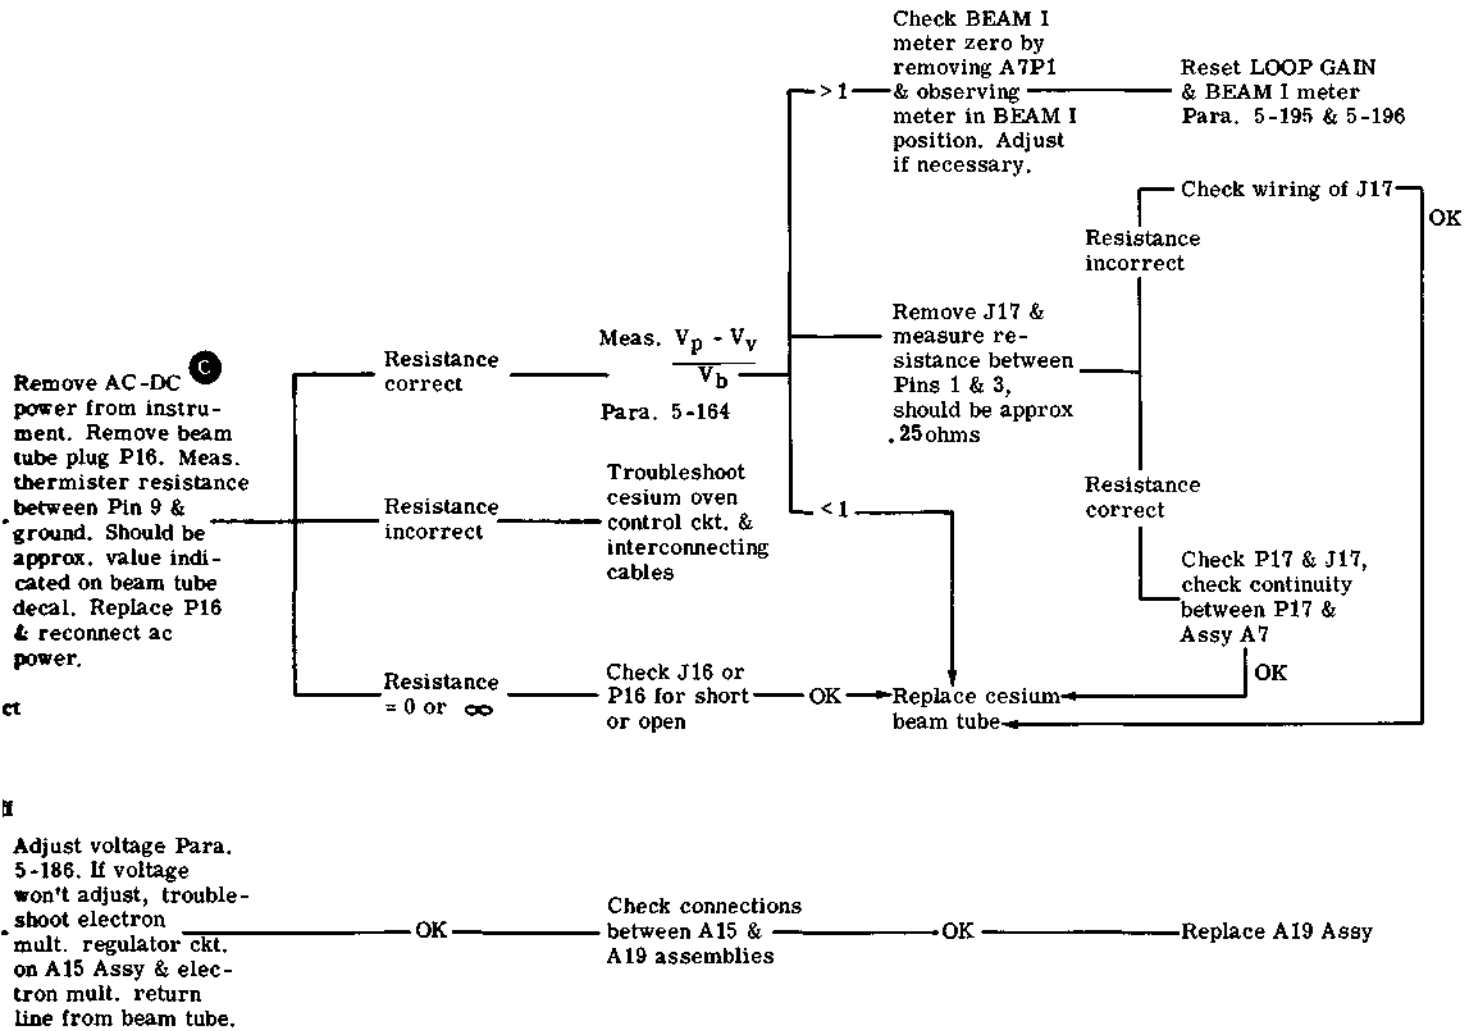 Check BEAM I
meter zero by
removing A7P1
& observing
meter in BEAM I
position. Adjust
if necessary.
> 1
Reset LOOP GAIN
& BEAM I meter
Para. 5-195 & 5-196
Check wiring of J17
OK
Resistance
incorrect
Remove J17 &
measure re-
sistance between
Pins 1 & 3,
should be approx
.25 ohms
Meas. Vp - Vv
Vb
Para. 5-164
Resistance
correct
C
Remove AC-DC
power from instru-
ment. Remove beam
tube plug P16. Meas.
thermister resistance
between Pin 9 &
ground. Should be
approx. value indi-
cated on beam tube
decal. Replace P16
& reconnect ac
power.
Resistance
incorrect
Troubleshoot
cesium oven
control ckt. &
interconnecting
cables
< 1
Resistance
correct
Check P17 & J17,
check continuity
between P17 &
Assy A7
OK
Resistance
= 0 or ∞
Check J16 or
P16 for short
or open
OK
Replace cesium
beam tube
ct
Adjust voltage Para.
5-186. If voltage
won't adjust, trouble-
shoot electron
mult. regulator ckt.
on A15 Assy & elec-
tron mult. return
line from beam tube.
OK
Check connections
between A15 &
A19 assemblies
OK
Replace A19 Assy